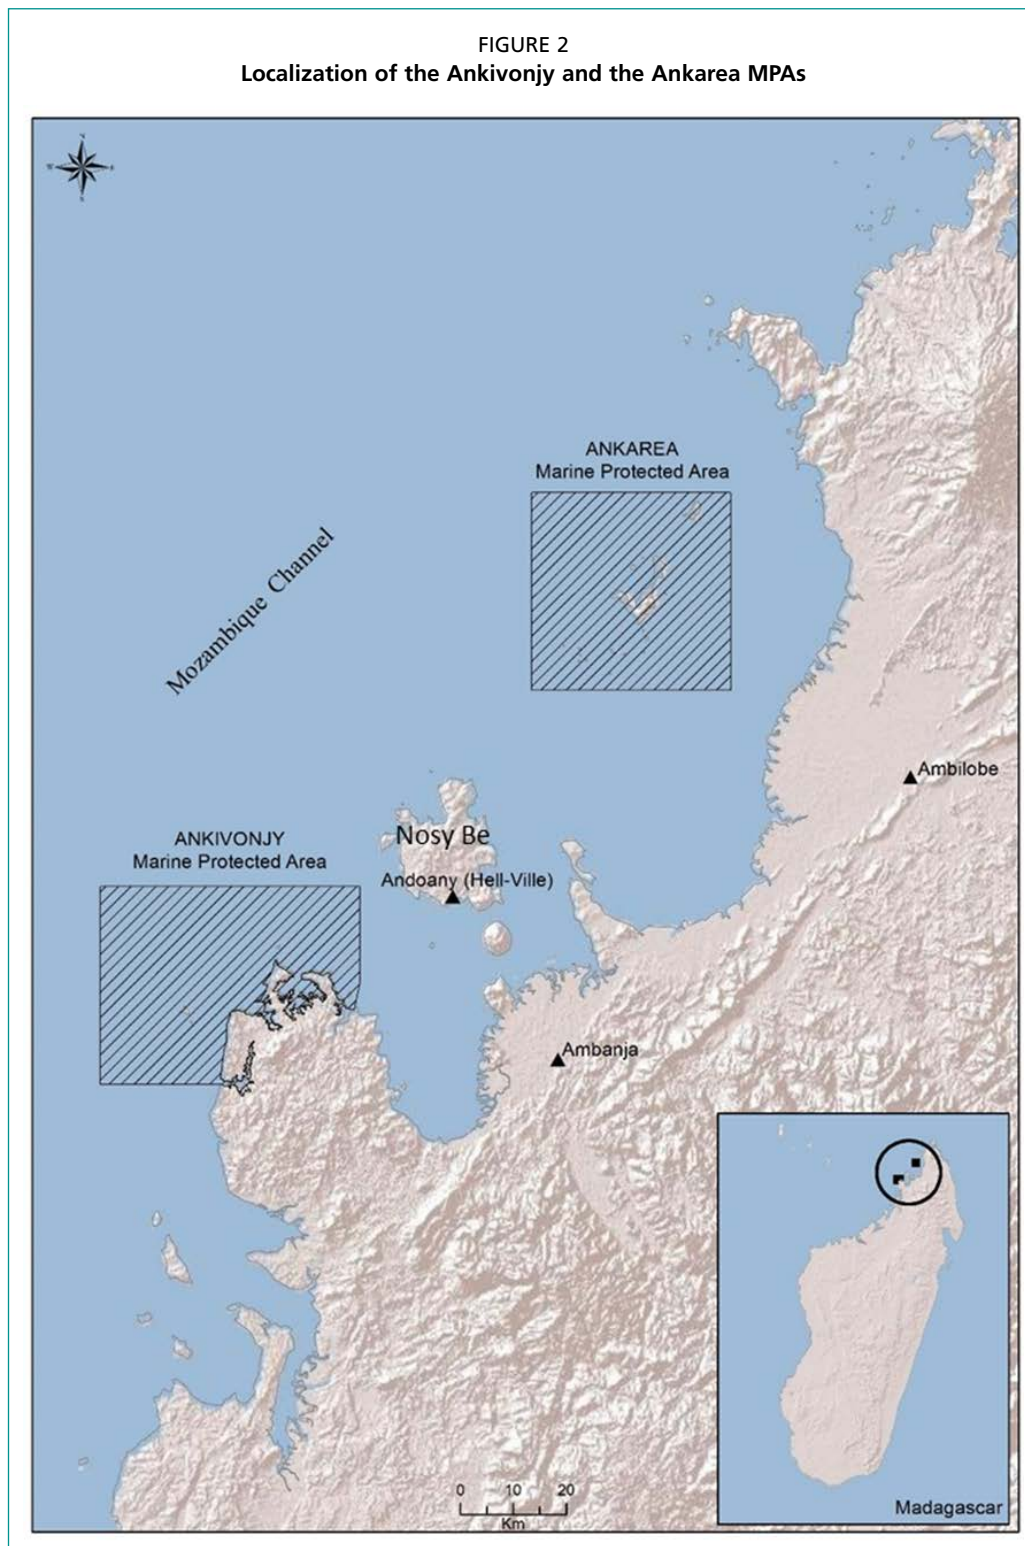 FIGURE 2
Localization of the Ankivonjy and the Ankarea MPAs
N
W
E
S
ANKAREA
Marine Protected Area
Mozambique Channel
Ambilobe
Nosy Be
ANKIVONJY
Marine Protected Area
Andoany (Hell-Ville)
Ambanja
0 10 20
Km
Madagascar